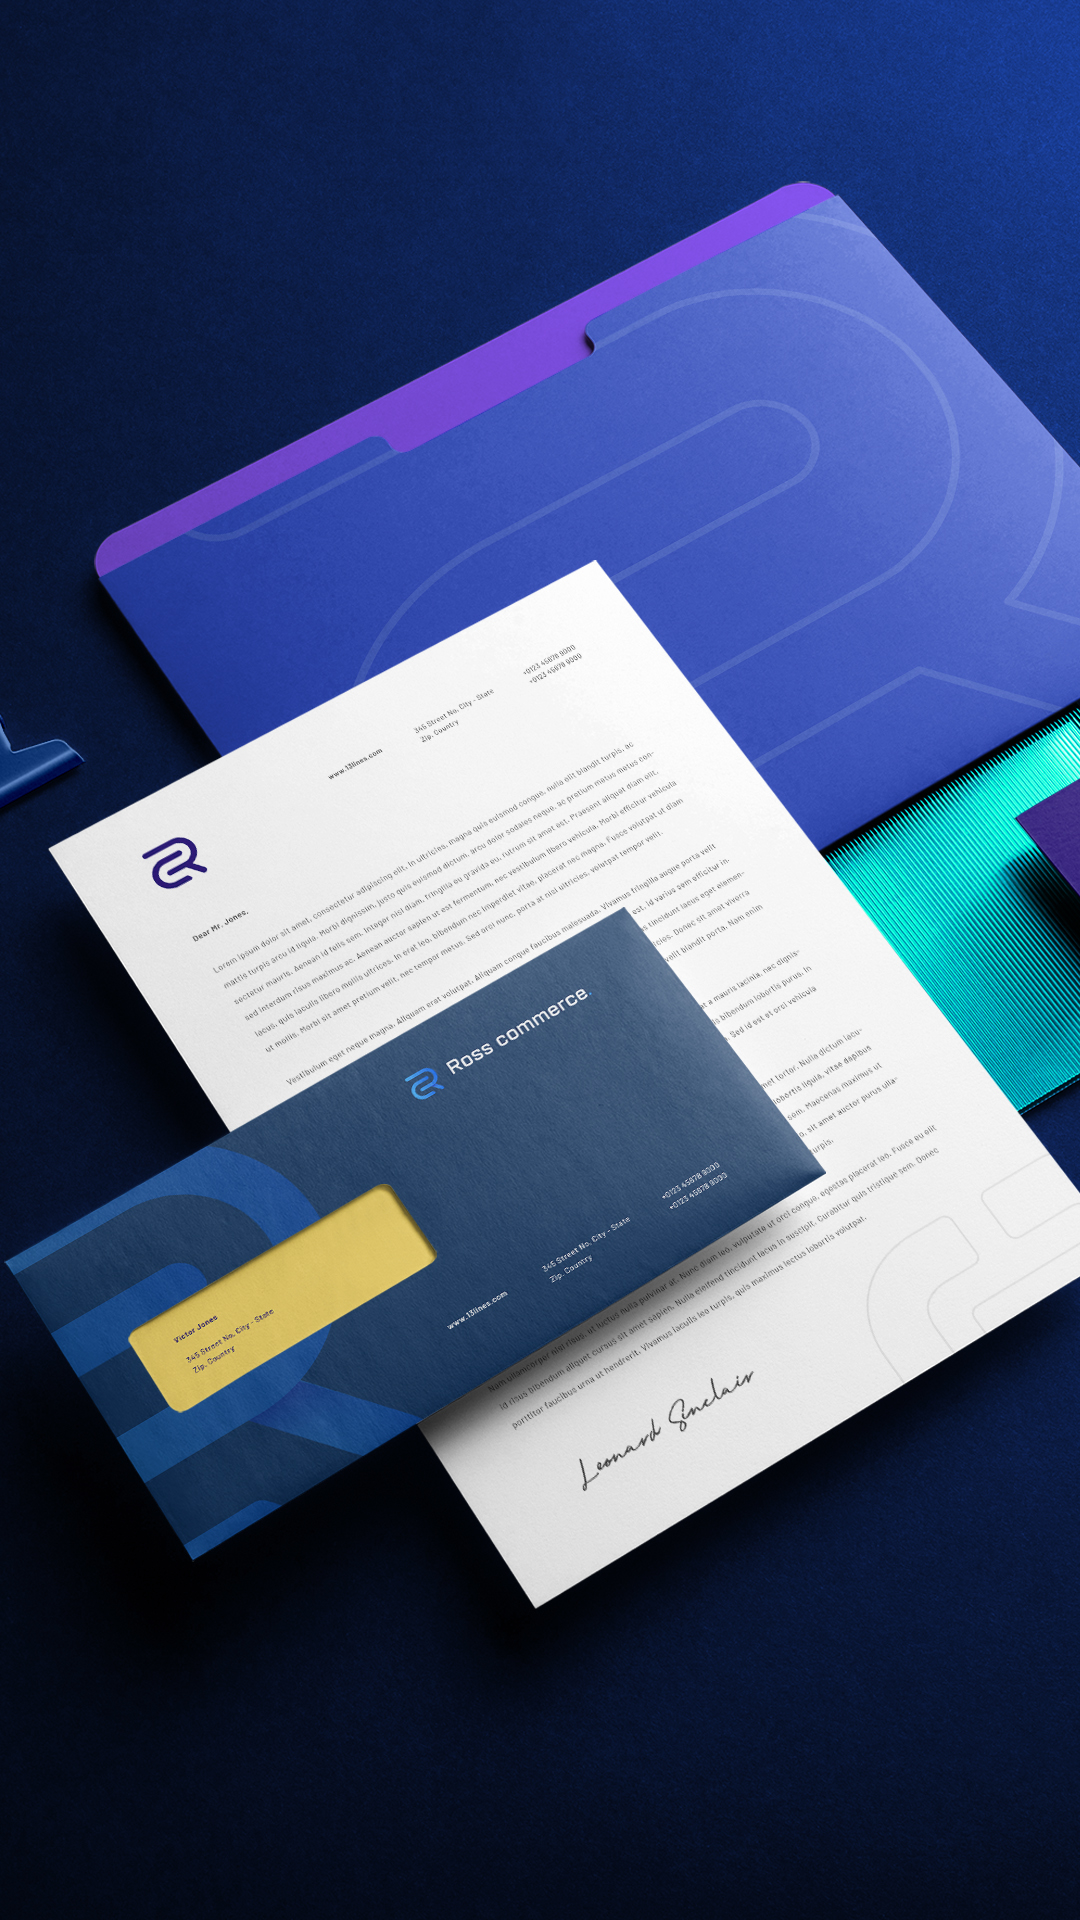 www.13lines.com
345 Street No, City - State
Zip, Country
+0123 45678 9000
+0123 45678 9000
Dear Mr. Jones,
Lorem ipsum dolor sit amet, consectetur adipiscing elit. In ultricies, magna quis euismod congue, nulla elit blandit turpis, ac
mattis turpis arcu id ligula. Morbi dignissim, justo quis euismod dictum, arcu dolor sodales neque, ac pretium metus metus con-
sectetur mauris. Aenean id felis sem. Integer nisl diam, fringilla eu gravida eu, rutrum sit amet est. Praesent aliquet diam elit,
sed interdum risus maximus ac. Aenean auctor sapien ut est fermentum, nec vestibulum libero vehicula. Morbi efficitur vehicula
lacus, quis iaculis libero mollis ultrices. In erat leo, bibendum nec imperdiet vitae, placerat nec magna. Fusce volutpat ut diam
ut mollis. Morbi sit amet pretium velit, nec tempor metus. Sed orci nunc, porta at nisl ultricies, volutpat tempor velit.
Vestibulum eget neque magna. Aliquam erat volutpat. Aliquam congue faucibus malesuada. Vivamus fringilla augue porta velit
est, id varius sem efficitur in.
tincidunt lacus eget elemen-
Donec sit amet viverra
velit blandit porta. Nam enim
a mauris lacinia, nec dignis-
bibendum lobortis purus. In
Sed id est et orci vehicula
tortor. Nulla dictum lacu-
lobortis ligula, vitae dapibus
sem. Maecenas maximus ut
sit amet auctor purus ulla-
turpis.
Nam ullamcorper nibh risus, ut luctus nulla pulvinar at. Nunc diam leo, vulputate ut orci congue, egestas placerat leo. Fusce eu elit
id risus bibendum aliquet cursus sit amet sapien. Nulla eleifend tincidunt lacus in suscipit. Curabitur quis tristique sem. Donec
porttitor faucibus urna ut hendrerit. Vivamus iaculis leo turpis, quis maximus lectus lobortis volutpat.
Leonard Sinclair
Ross commerce.
www.13lines.com
345 Street No, City - State
Zip, Country
+0123 45678 9000
+0123 45678 9000
Victor Jones
345 Street No, City - State
Zip, Country